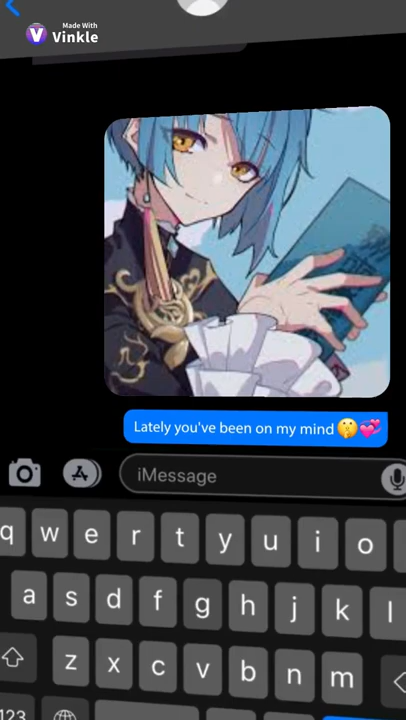 Made With
V Vinkle
Lately you've been on my mind 🤫💞
iMessage
q w e r t y u i o
a s d f g h j k l
z x c v b n m
123